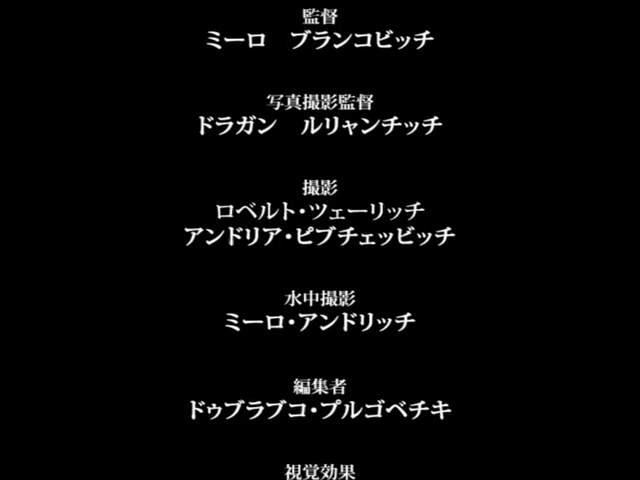 監督
ミーロ　ブランコビッチ
写真撮影監督
ドラガン　ルリャンチッチ
撮影
ロベルト・ツェーリッチ
アンドリア・ピブチェッビッチ
水中撮影
ミーロ・アンドリッチ
編集者
ドゥブラブコ・プルゴベチキ
視覚効果